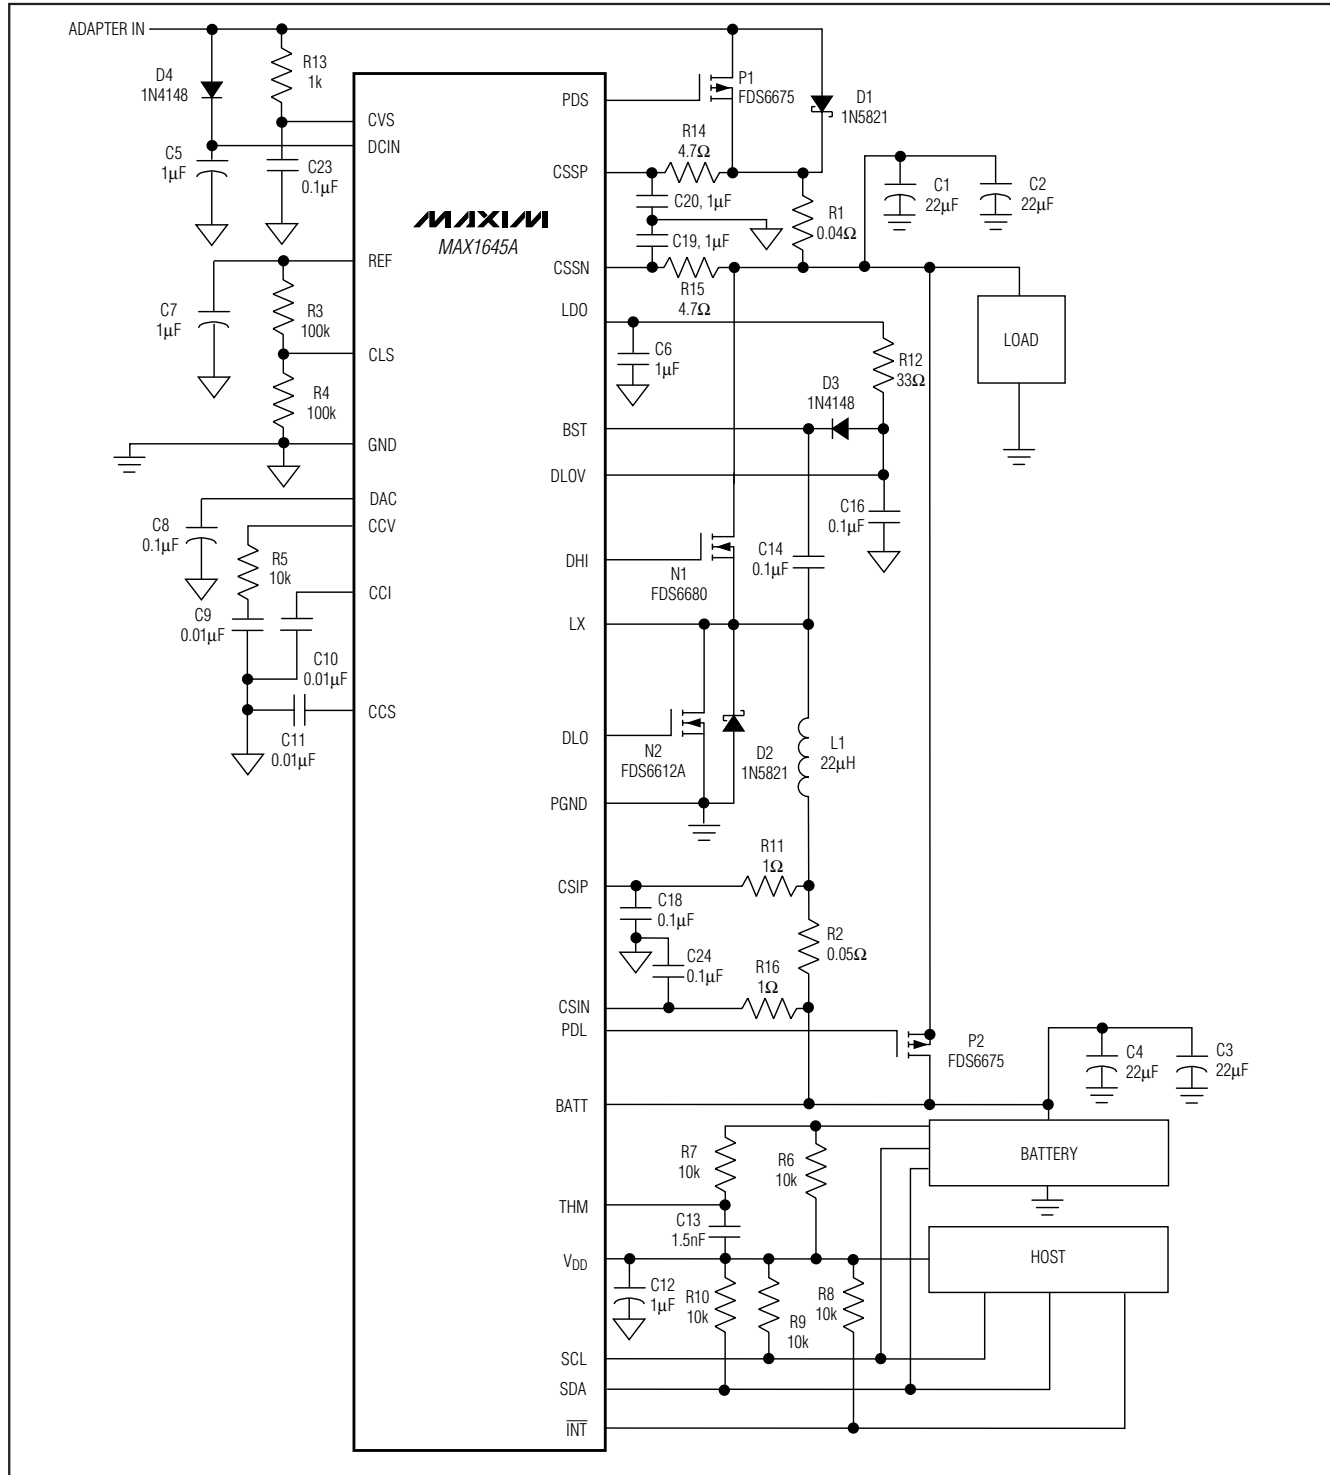 ADAPTER IN
D4
1N4148
R13
1k
C5
1µF
C23
0.1µF
CVS
DCIN
PDS
P1
FDS6675
D1
1N5821
R14
4.7Ω
CSSP
C20, 1µF
C19, 1µF
R1
0.04Ω
C1
22µF
C2
22µF
MAXIM
MAX1645A
REF
CSSN
R15
4.7Ω
LDO
C7
1µF
R3
100k
CLS
R4
100k
C6
1µF
R12
33Ω
LOAD
D3
1N4148
GND
BST
DLOV
C16
0.1µF
DAC
C8
0.1µF
CCV
R5
10k
CCI
C9
0.01µF
C10
0.01µF
CCS
C11
0.01µF
DHI
N1
FDS6680
C14
0.1µF
LX
DLO
N2
FDS6612A
D2
1N5821
L1
22µH
PGND
CSIP
R11
1Ω
C18
0.1µF
C24
0.1µF
R2
0.05Ω
R16
1Ω
CSIN
PDL
P2
FDS6675
C4
22µF
C3
22µF
BATT
R7
10k
R6
10k
BATTERY
THM
C13
1.5nF
VDD
HOST
C12
1µF
R10
10k
R9
10k
R8
10k
SCL
SDA
INT